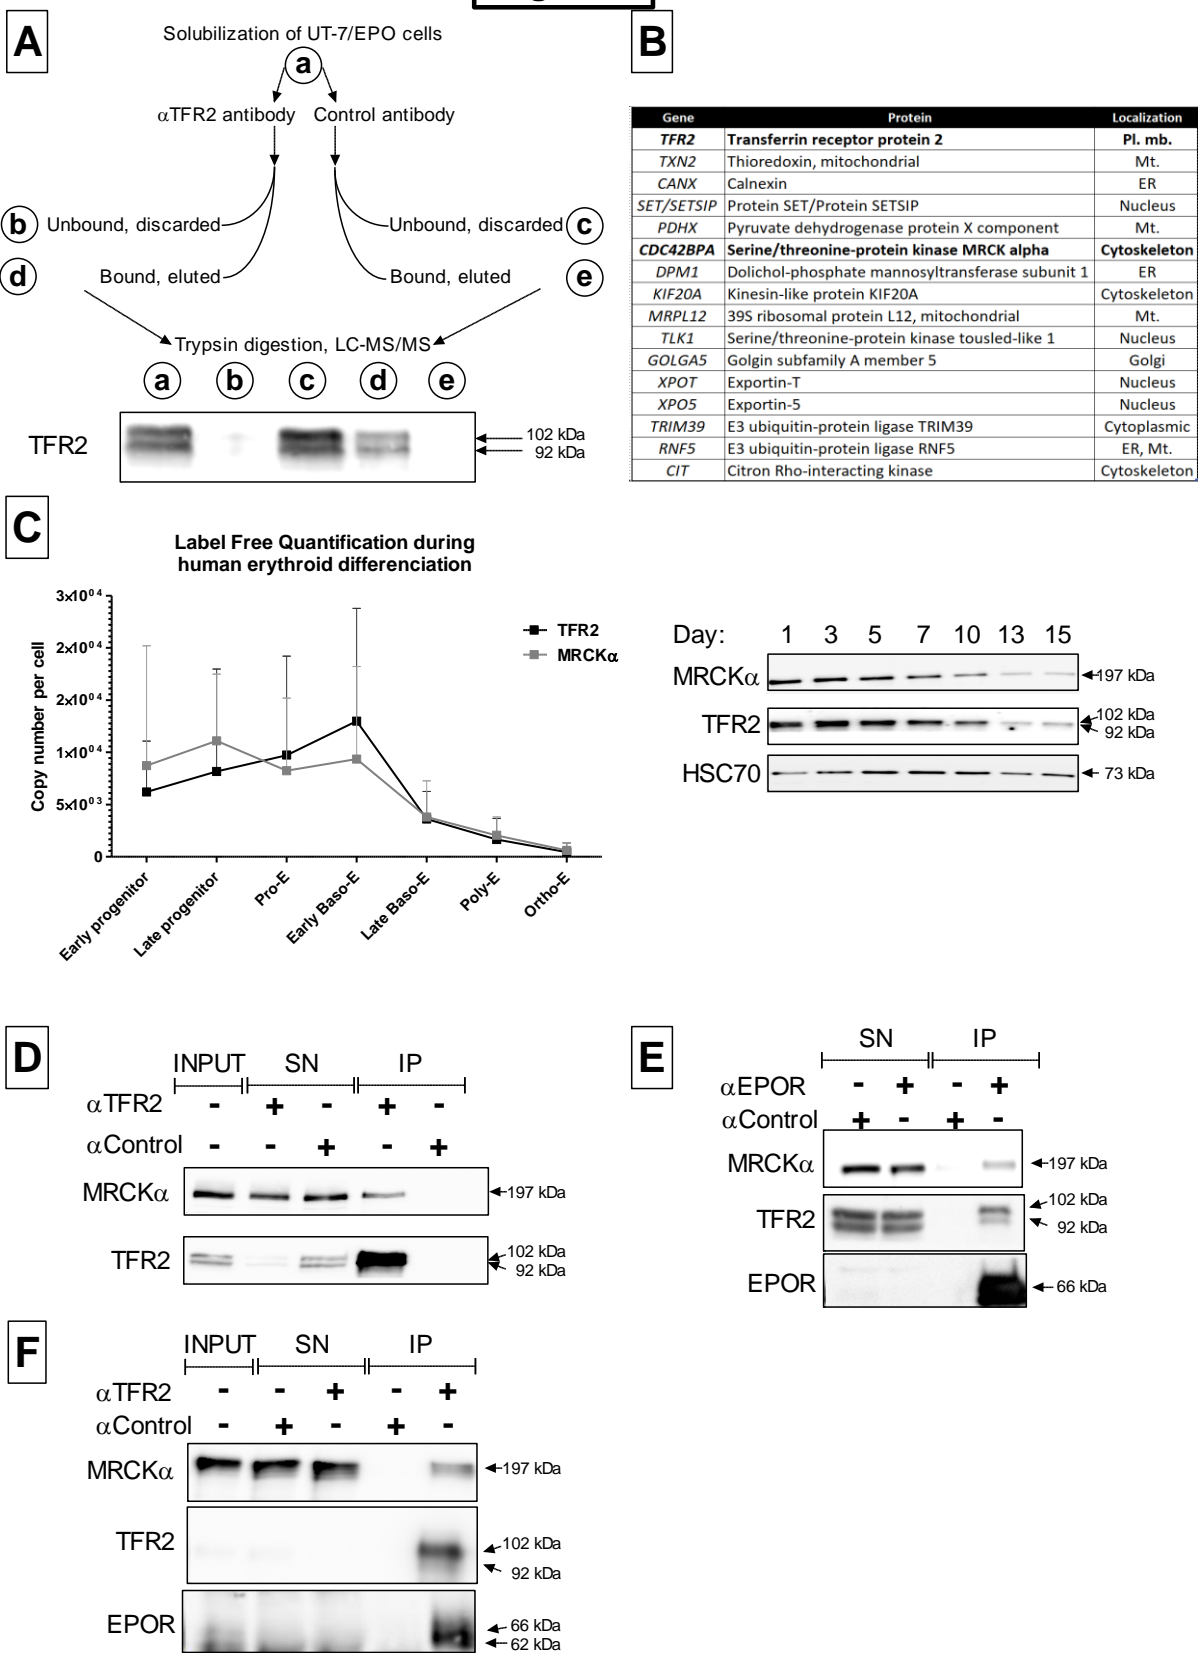 A
Solubilization of UT-7/EPO cells
a
αTFR2 antibody Control antibody
b Unbound, discarded Unbound, discarded c
d Bound, eluted Bound, eluted e
Trypsin digestion, LC-MS/MS
a b c d e
TFR2
102 kDa
92 kDa
B
Gene Protein Localization
TFR2 Transferrin receptor protein 2 Pl. mb.
TXN2 Thioredoxin, mitochondrial Mt.
CANX Calnexin ER
SET/SETSIP Protein SET/Protein SETSIP Nucleus
PDHX Pyruvate dehydrogenase protein X component Mt.
CDC42BPA Serine/threonine-protein kinase MRCK alpha Cytoskeleton
DPM1 Dolichol-phosphate mannosyltransferase subunit 1 ER
KIF20A Kinesin-like protein KIF20A Cytoskeleton
MRPL12 39S ribosomal protein L12, mitochondrial Mt.
TLK1 Serine/threonine-protein kinase tousled-like 1 Nucleus
GOLGA5 Golgin subfamily A member 5 Golgi
XPOT Exportin-T Nucleus
XPO5 Exportin-5 Nucleus
TRIM39 E3 ubiquitin-protein ligase TRIM39 Cytoplasmic
RNF5 E3 ubiquitin-protein ligase RNF5 ER, Mt.
CIT Citron Rho-interacting kinase Cytoskeleton
C
Label Free Quantification during
human erythroid differenciation
Copy number per cell
3×10⁰⁴
2×10⁰⁴
2×10⁰⁴
1×10⁰⁴
5×10⁰³
0
TFR2
MRCKα
Early progenitor
Late progenitor
Pro-E
Early Baso-E
Late Baso-E
Poly-E
Ortho-E
Day: 1 3 5 7 10 13 15
MRCKα 197 kDa
TFR2 102 kDa
92 kDa
HSC70 73 kDa
D
INPUT SN IP
αTFR2 - + - + -
αControl - - + - +
MRCKα 197 kDa
TFR2 102 kDa
92 kDa
E
SN IP
αEPOR - + - +
αControl + - + -
MRCKα 197 kDa
TFR2 102 kDa
92 kDa
EPOR 66 kDa
F
INPUT SN IP
αTFR2 - - + - +
αControl - + - + -
MRCKα 197 kDa
TFR2 102 kDa
92 kDa
EPOR 66 kDa
62 kDa